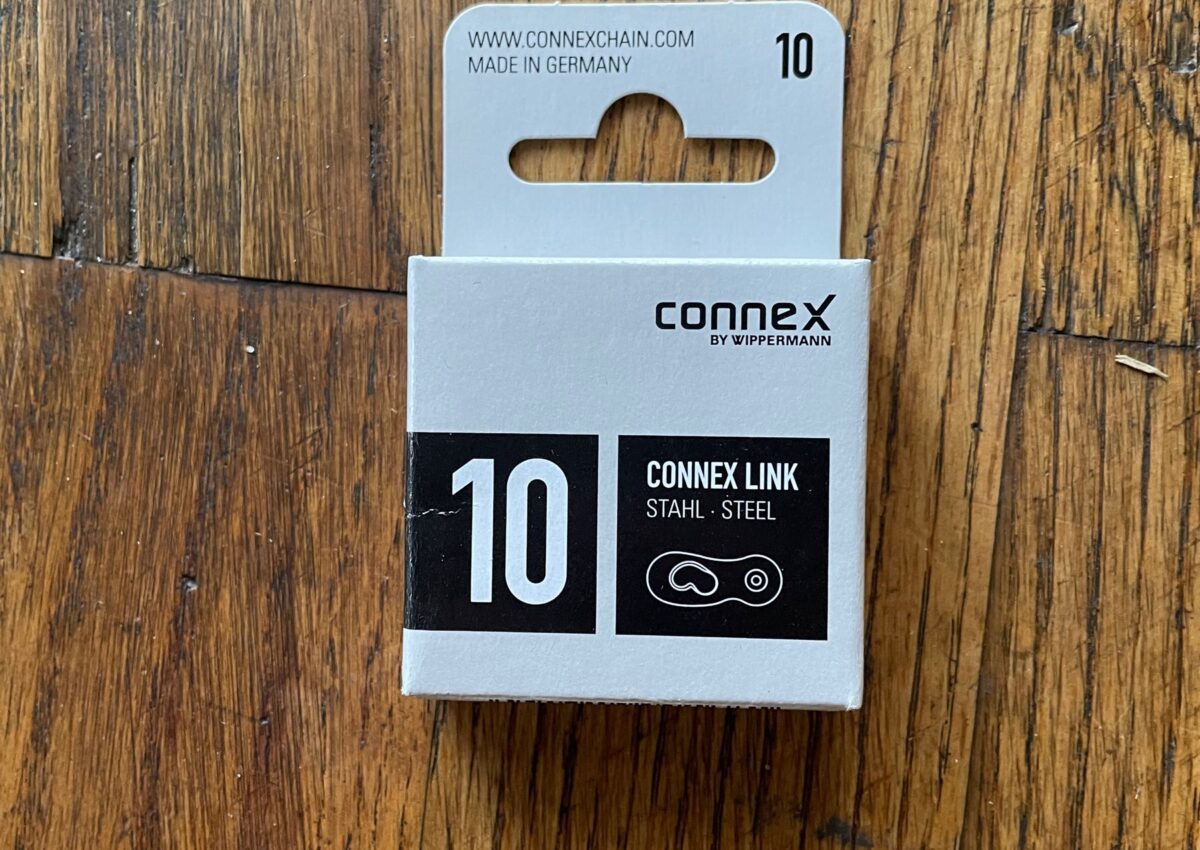 WWW.CONNEXCHAIN.COM
MADE IN GERMANY
10
connex
BY WIPPERMANN
10
CONNEX LINK
STAHL · STEEL